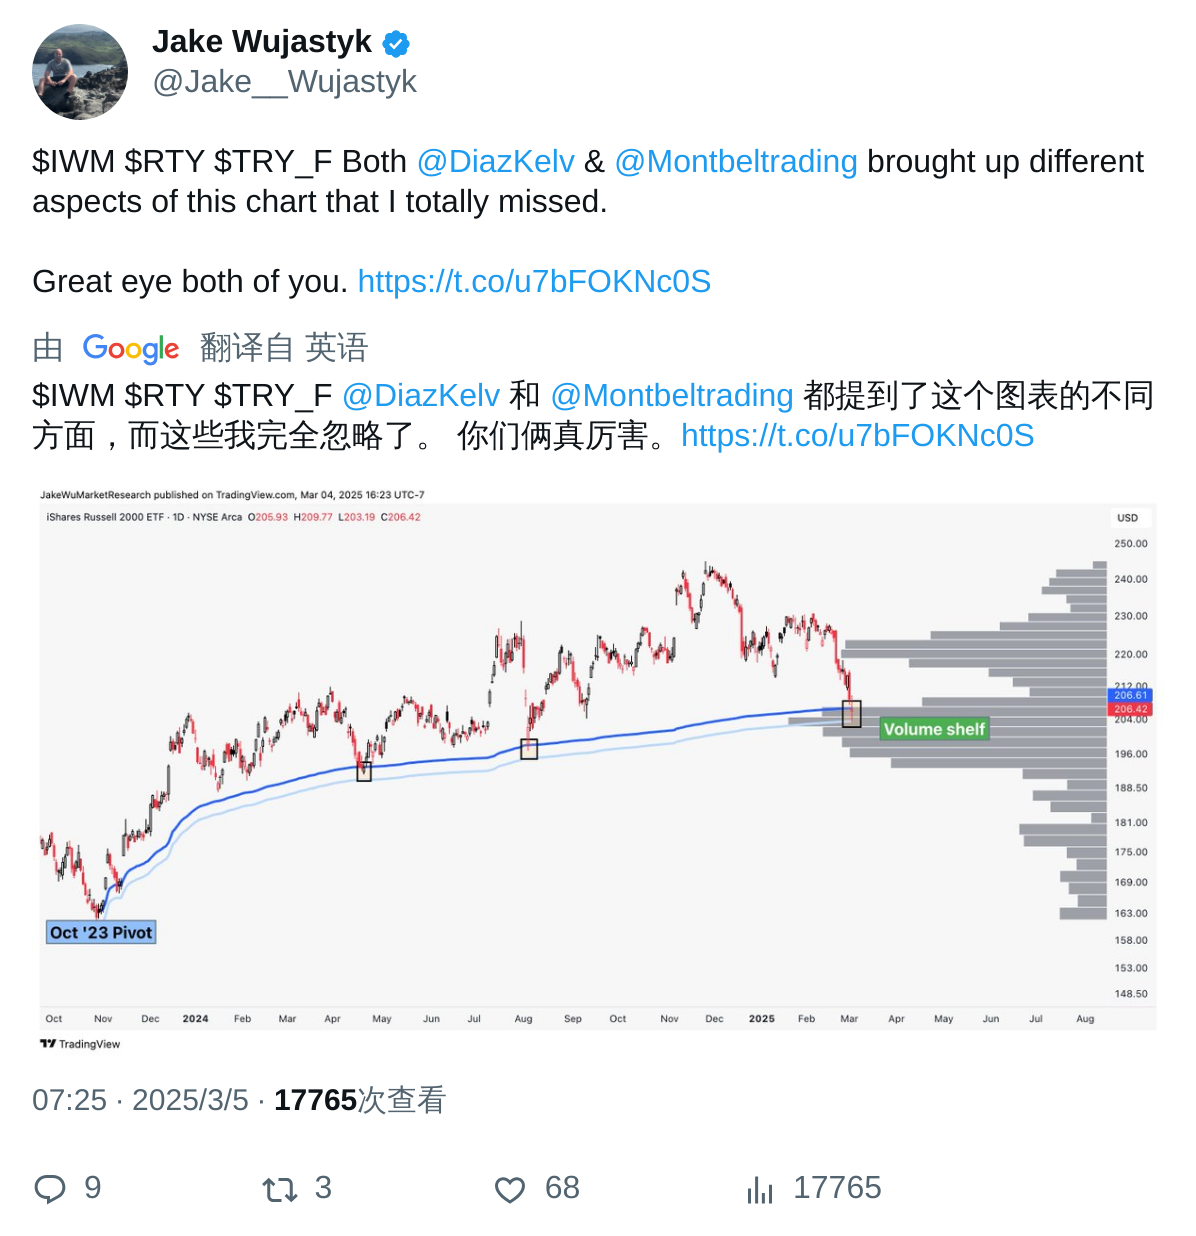 Jake Wujastyk
@Jake__Wujastyk
$IWM $RTY $TRY_F Both @DiazKelv & @Montbeltrading brought up different
aspects of this chart that I totally missed.
Great eye both of you. https://t.co/u7bFOKNc0S
由 Google 翻译自 英语
$IWM $RTY $TRY_F @DiazKelv 和 @Montbeltrading 都提到了这个图表的不同
方面，而这些我完全忽略了。 你们俩真厉害。https://t.co/u7bFOKNc0S
JakeWuMarketResearch published on TradingView.com, Mar 04, 2025 16:23 UTC-7
iShares Russell 2000 ETF · 1D · NYSE Arca O205.93 H209.77 L203.19 C206.42
USD
250.00
240.00
230.00
220.00
212.00
206.61
206.42
204.00
Volume shelf
196.00
188.50
181.00
175.00
169.00
163.00
Oct '23 Pivot
158.00
153.00
148.50
Oct Nov Dec 2024 Feb Mar Apr May Jun Jul Aug Sep Oct Nov Dec 2025 Feb Mar Apr May Jun Jul Aug
TradingView
07:25 · 2025/3/5 · 17765次查看
9 3 68 17765